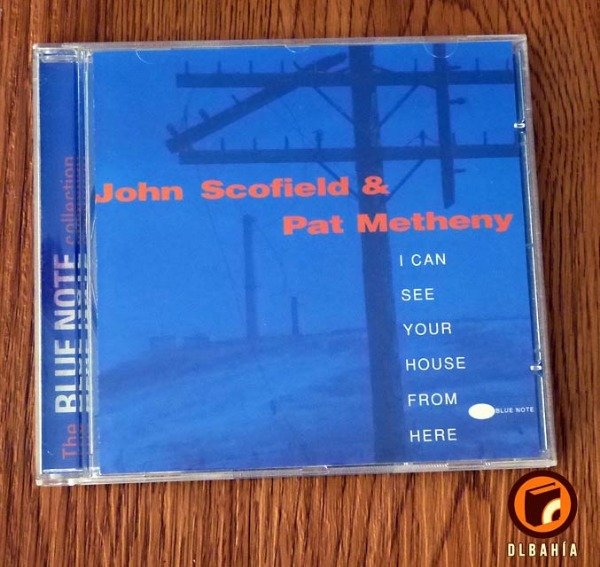 The BLUE NOTE collection
John Scofield &
Pat Metheny
I CAN
SEE
YOUR
HOUSE
FROM
HERE
BLUE NOTE
DLBAHÍA